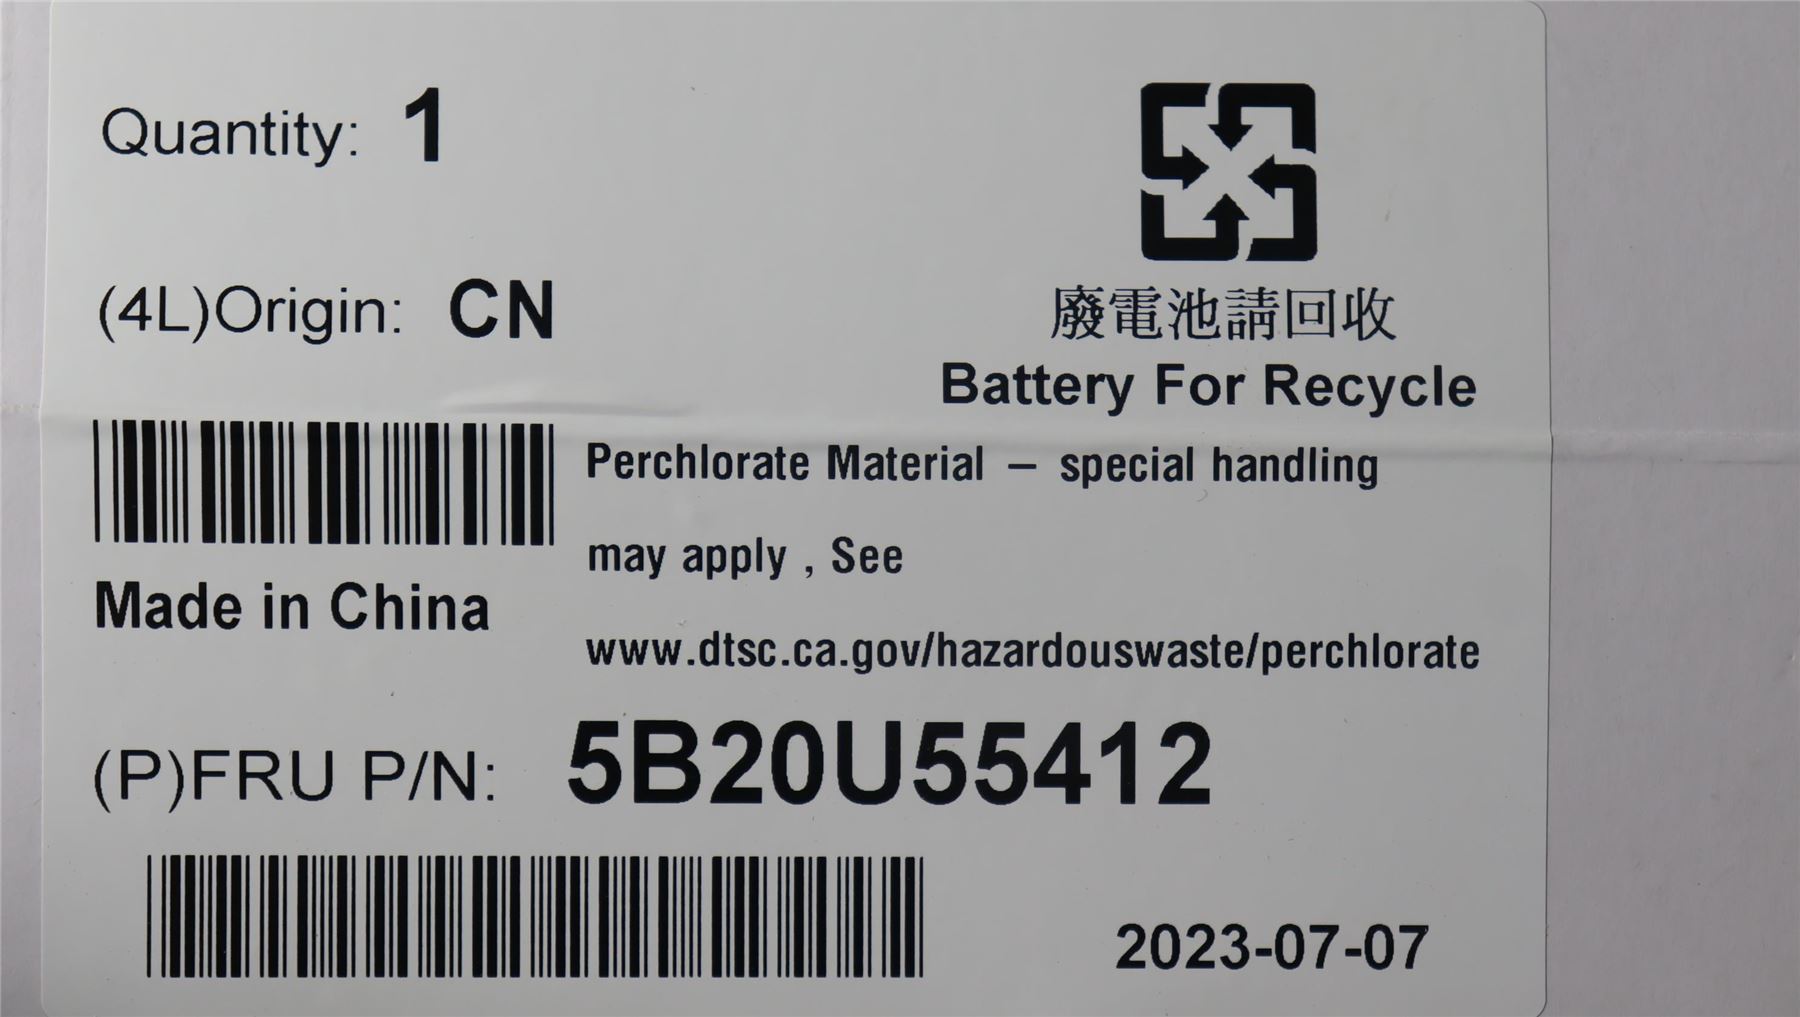 Quantity: 1
(4L)Origin: CN
廢電池請回收
Battery For Recycle
Perchlorate Material – special handling
may apply , See
www.dtsc.ca.gov/hazardouswaste/perchlorate
Made in China
(P)FRU P/N: 5B20U55412
2023-07-07